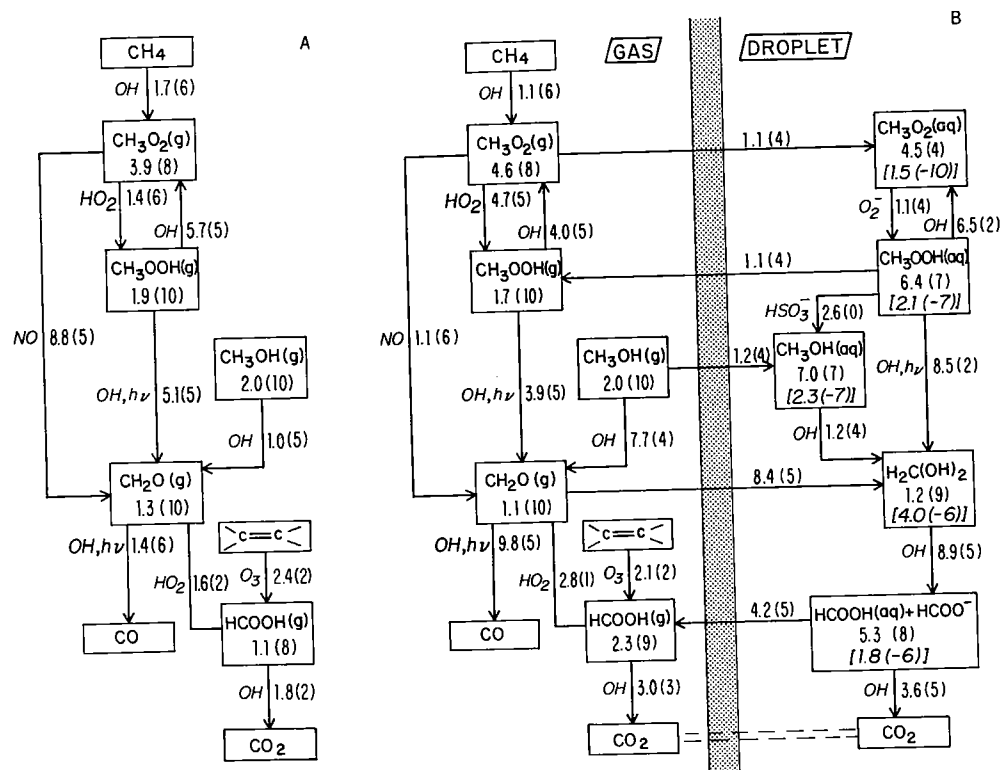 A
CH₄
OH 1.7(6)
CH₃O₂(g)
3.9 (8)
HO₂ 1.4(6)
OH 5.7(5)
CH₃OOH(g)
1.9 (10)
NO 8.8(5)
CH₃OH(g)
2.0 (10)
OH,hν 5.1(5)
OH 1.0(5)
CH₂O (g)
1.3 (10)
OH,hν 1.4(6)
HO₂ 1.6(2)
C=C
O₃ 2.4(2)
CO
HCOOH(g)
1.1 (8)
OH 1.8(2)
CO₂
B
GAS
DROPLET
CH₄
OH 1.1(6)
CH₃O₂(g)
4.6 (8)
1.1 (4)
CH₃O₂(aq)
4.5 (4)
[1.5(-10)]
HO₂ 4.7(5)
OH 4.0(5)
O₂⁻ 1.1(4)
OH 6.5(2)
CH₃OOH(g)
1.7 (10)
1.1 (4)
CH₃OOH(aq)
6.4 (7)
[2.1(-7)]
HSO₃⁻ 2.6(0)
NO 1.1(6)
CH₃OH(g)
2.0 (10)
1.2(4)
CH₃OH(aq)
7.0 (7)
[2.3(-7)]
OH,hν 3.9(5)
OH,hν 8.5(2)
OH 7.7(4)
OH 1.2(4)
CH₂O (g)
1.1 (10)
8.4 (5)
H₂C(OH)₂
1.2 (9)
[4.0(-6)]
OH,hν 9.8(5)
HO₂ 2.8(1)
C=C
O₃ 2.1(2)
OH 8.9(5)
CO
HCOOH(g)
2.3 (9)
4.2 (5)
HCOOH(aq)+HCOO⁻
5.3 (8)
[1.8(-6)]
OH 3.0(3)
OH 3.6(5)
CO₂
CO₂